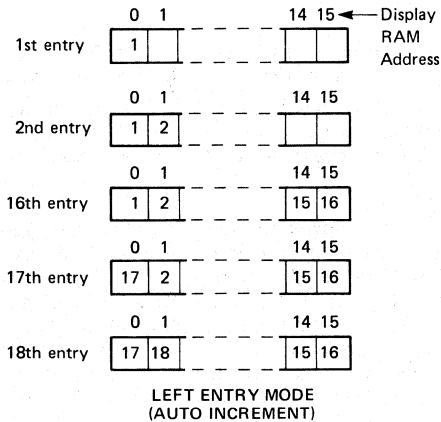 0 1 14 15 Display
RAM
Address
1st entry 1
0 1 14 15
2nd entry 1 2
0 1 14 15
16th entry 1 2 15 16
0 1 14 15
17th entry 17 2 15 16
0 1 14 15
18th entry 17 18 15 16
LEFT ENTRY MODE
(AUTO INCREMENT)